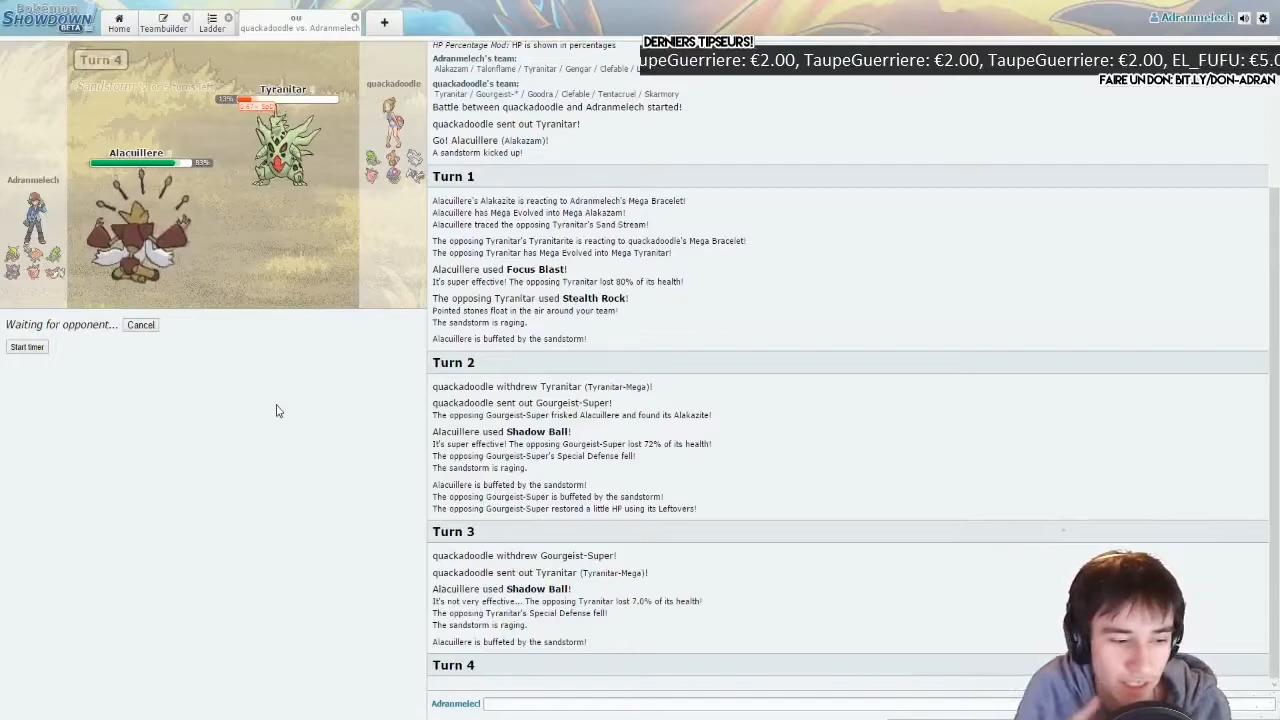 Pokémon
Showdown
BETA
Home
Teambuilder
Ladder
ou
quackadoodle vs. Adranmelech
Adranmelech
DERNIERS TIPSEURS!
upeGuerriere: €2.00, TaupeGuerriere: €2.00, TaupeGuerriere: €2.00, EL_FUFU: €5.0
FAIRE UN DON: BIT.LY/DON-ADRAN
Turn 4
Tyranitar
13%
quackadoodle
Alacuillere
83%
Adranmelech
Waiting for opponent... Cancel
Start timer
HP Percentage Mod: HP is shown in percentages
Adranmelech's team:
Alakazam / Talonflame / Tyranitar / Gengar / Clefable /
quackadoodle's team:
Tyranitar / Gourgeist-* / Goodra / Clefable / Tentacruel / Skarmory
Battle between quackadoodle and Adranmelech started!
quackadoodle sent out Tyranitar!
Go! Alacuillere (Alakazam)!
A sandstorm kicked up!
Turn 1
Alacuillere's Alakazite is reacting to Adranmelech's Mega Bracelet!
Alacuillere has Mega Evolved into Mega Alakazam!
Alacuillere traced the opposing Tyranitar's Sand Stream!
The opposing Tyranitar's Tyranitarite is reacting to quackadoodle's Mega Bracelet!
The opposing Tyranitar has Mega Evolved into Mega Tyranitar!
Alacuillere used Focus Blast!
It's super effective! The opposing Tyranitar lost 80% of its health!
The opposing Tyranitar used Stealth Rock!
Pointed stones float in the air around your team!
The sandstorm is raging.
Alacuillere is buffeted by the sandstorm!
Turn 2
quackadoodle withdrew Tyranitar (Tyranitar-Mega)!
quackadoodle sent out Gourgeist-Super!
The opposing Gourgeist-Super frisked Alacuillere and found its Alakazite!
Alacuillere used Shadow Ball!
It's super effective! The opposing Gourgeist-Super lost 72% of its health!
The opposing Gourgeist-Super's Special Defense fell!
The sandstorm is raging.
Alacuillere is buffeted by the sandstorm!
The opposing Gourgeist-Super is buffeted by the sandstorm!
The opposing Gourgeist-Super restored a little HP using its Leftovers!
Turn 3
quackadoodle withdrew Gourgeist-Super!
quackadoodle sent out Tyranitar (Tyranitar-Mega)!
Alacuillere used Shadow Ball!
It's not very effective... The opposing Tyranitar lost 7.0% of its health!
The opposing Tyranitar's Special Defense fell!
The sandstorm is raging.
Alacuillere is buffeted by the sandstorm!
Turn 4
Adranmelecl